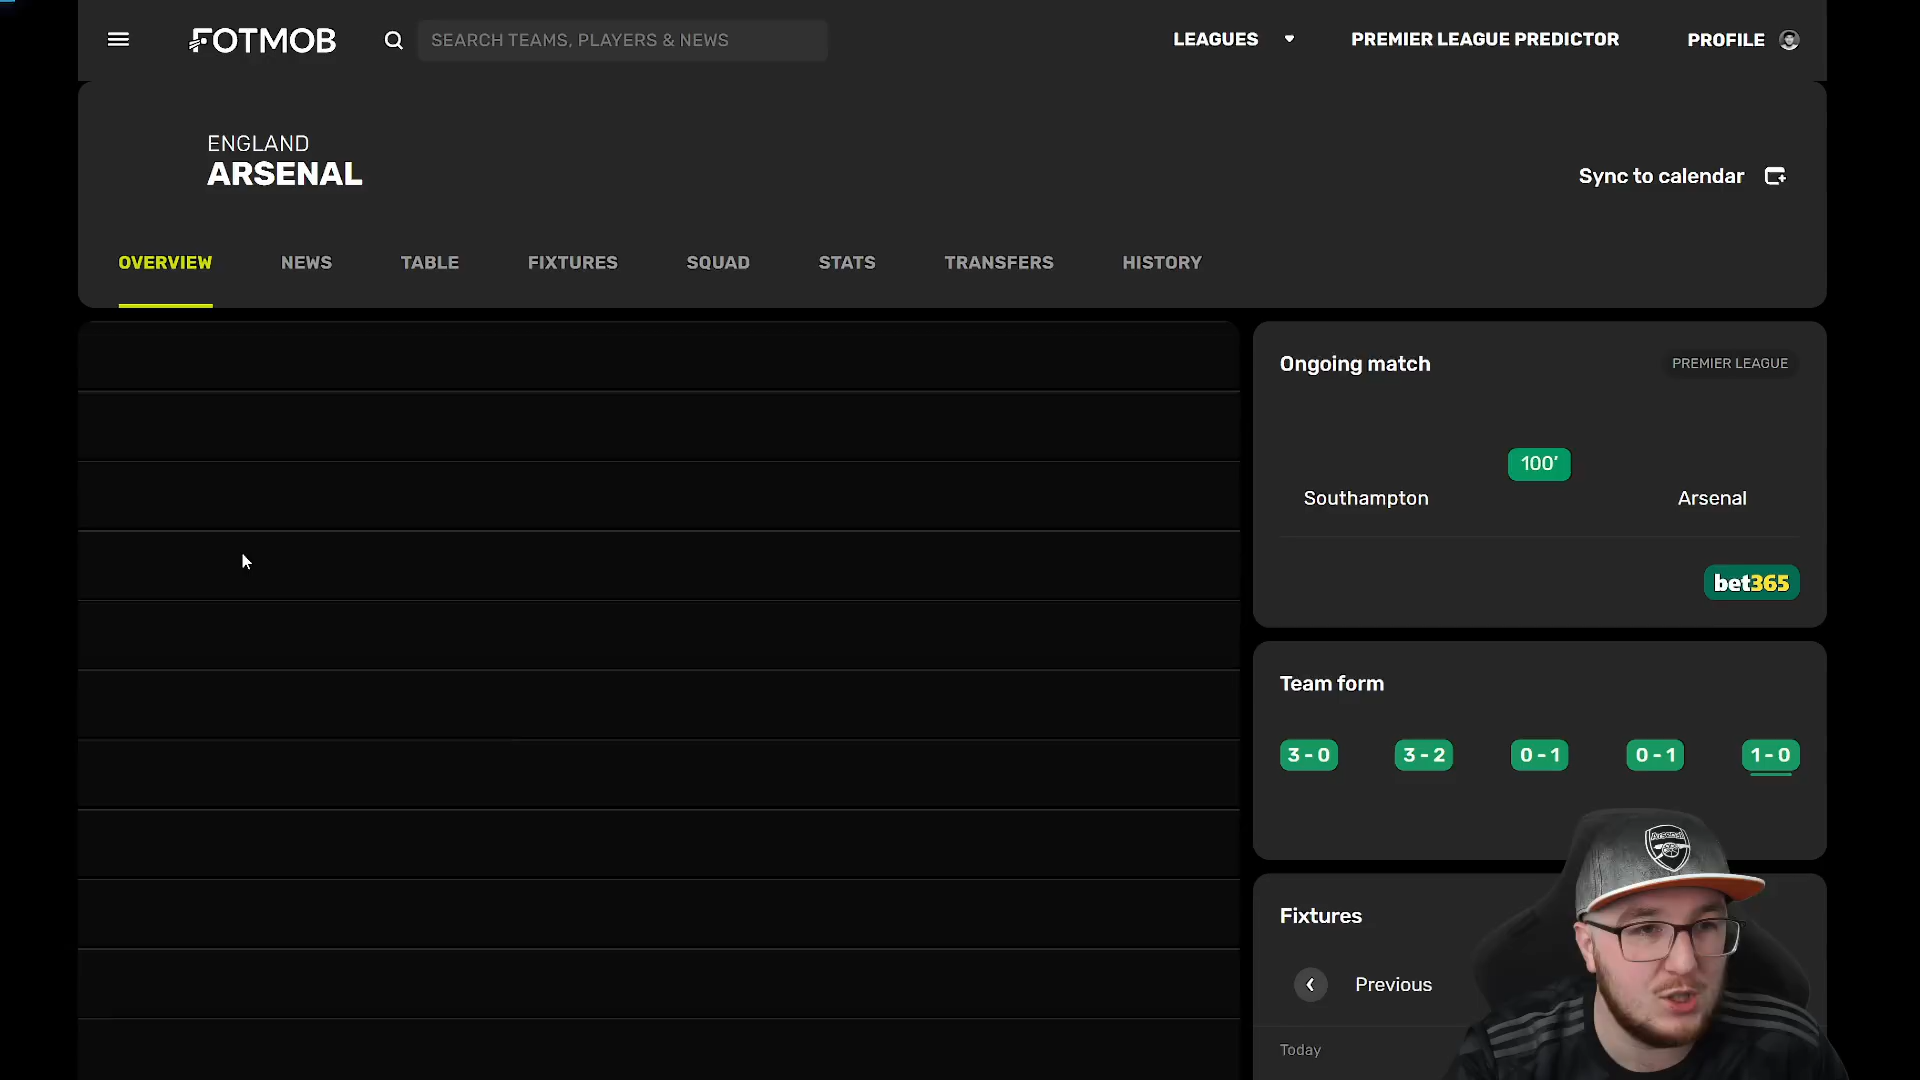 FOTMOB
SEARCH TEAMS, PLAYERS & NEWS
LEAGUES
PREMIER LEAGUE PREDICTOR
PROFILE
ENGLAND
ARSENAL
Sync to calendar
OVERVIEW
NEWS
TABLE
FIXTURES
SQUAD
STATS
TRANSFERS
HISTORY
Ongoing match
PREMIER LEAGUE
100’
Southampton
Arsenal
bet365
Team form
3 - 0
3 - 2
0 - 1
0 - 1
1 - 0
Arsenal
Fixtures
Previous
Today